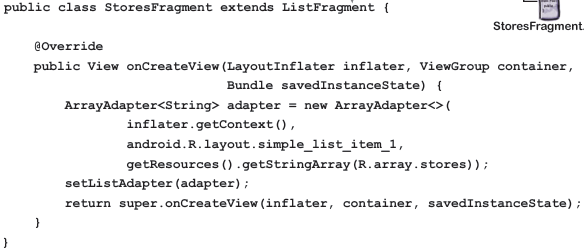 public class StoresFragment extends ListFragment {
StoresFragment.
@Override
public View onCreateView(LayoutInflater inflater, ViewGroup container,
Bundle savedInstanceState) {
ArrayAdapter<String> adapter = new ArrayAdapter<>(
inflater.getContext(),
android.R.layout.simple_list_item_1,
getResources().getStringArray(R.array.stores));
setListAdapter(adapter);
return super.onCreateView(inflater, container, savedInstanceState);
}
}